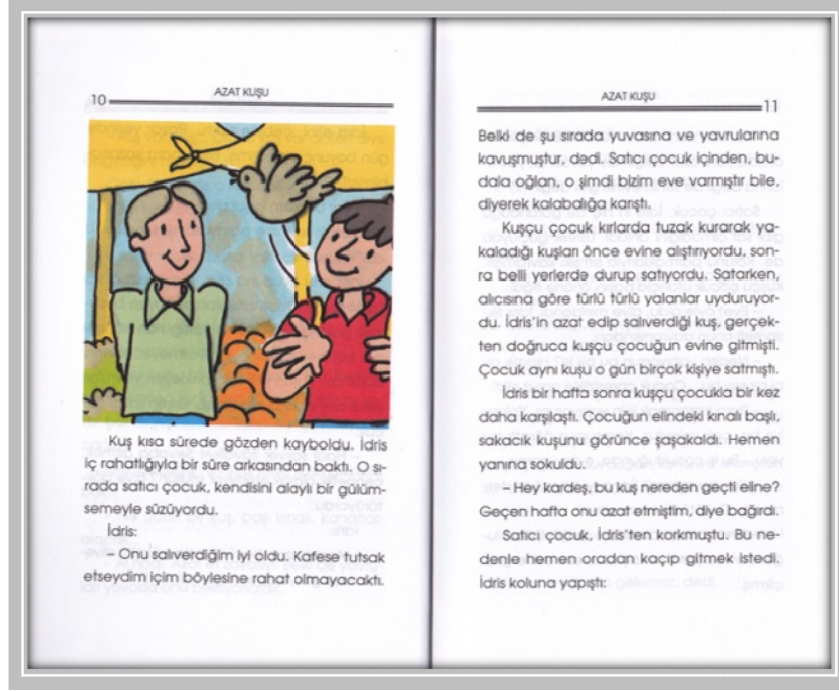 10
AZAT KUŞU
Kuş kısa sürede gözden kayboldu. İdris
iç rahatlığıyla bir süre arkasından baktı. O sı-
rada satıcı çocuk, kendisini alaylı bir gülüm-
semeyle süzüyordu.
İdris:
– Onu salıverdiğim iyi oldu. Kafese tutsak
etseydim içim böylesine rahat olmayacaktı.
AZAT KUŞU
11
Belki de şu sırada yuvasına ve yavrularına
kavuşmuştur, dedi. Satıcı çocuk içinden, bu-
dala oğlan, o şimdi bizim eve varmıştır bile,
diyerek kalabalığa karıştı.
Kuşçu çocuk kırlarda tuzak kurarak ya-
kaladığı kuşları önce evine alıştırıyordu, son-
ra belli yerlerde durup satıyordu. Satarken,
alıcısına göre türlü türlü yalanlar uyduruyor-
du. İdris'in azat edip salıverdiği kuş, gerçek-
ten doğruca kuşçu çocuğun evine gitmişti.
Çocuk aynı kuşu o gün birçok kişiye satmıştı.
İdris bir hafta sonra kuşçu çocukla bir kez
daha karşılaştı. Çocuğun elindeki kınalı başlı,
sakacık kuşunu görünce şaşakaldı. Hemen
yanına sokuldu.
– Hey kardeş, bu kuş nereden geçti eline?
Geçen hafta onu azat etmiştim, diye bağırdı.
Satıcı çocuk, İdris'ten korkmuştu. Bu ne-
denle hemen oradan kaçıp gitmek istedi.
İdris koluna yapıştı: